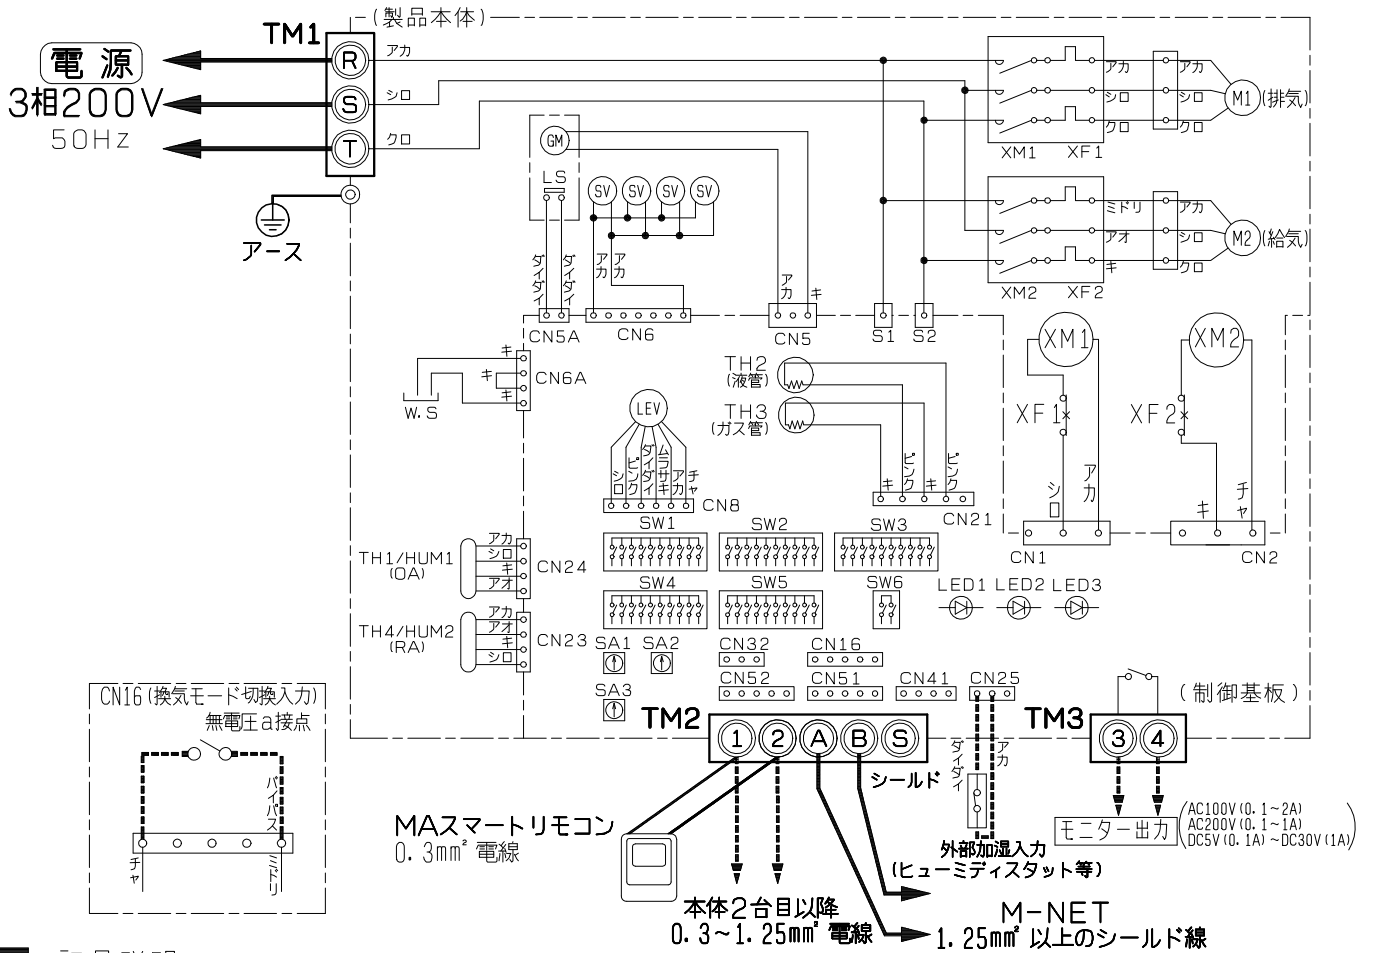 (製品本体)
TM1
電源
3相200V
50Hz
R
S
T
アカ
シロ
クロ
アース
GM
LS
SV SV SV SV
ダイダイ
ダイダイ
アカ
アカ
アカ
キ
CN5A
CN6
CN5
S1
S2
アカ
シロ
クロ
アカ
シロ
クロ
M1
(排気)
XM1
XF1
ミドリ
アオ
キ
アカ
シロ
クロ
M2
(給気)
XM2
XF2
キ
キ
キ
CN6A
W.S
TH2
(液管)
TH3
(ガス管)
キ
ピンク
キ
ピンク
CN21
LEV
シロ
ピンク
ダイダイ
ムラサキ
アカ
チャ
CN8
XM1
XF1
シロ
アカ
CN1
XM2
XF2
キ
チャ
CN2
SW1
SW2
SW3
SW4
SW5
SW6
LED1
LED2
LED3
TH1/HUM1
(OA)
アカ
シロ
キ
アオ
CN24
TH4/HUM2
(RA)
アカ
アオ
キ
シロ
CN23
SA1
SA2
SA3
CN32
CN16
CN52
CN51
CN41
CN25
(制御基板)
TM2
1 2 A B S
シールド
TM3
3 4
ダイダイ
アカ
モニター出力
AC100V(0.1~2A)
AC200V(0.1~1A)
DC5V(0.1A)~DC30V(1A)
外部加湿入力
(ヒューミディスタット等)
MAスマートリモコン
0.3mm² 電線
本体2台目以降
0.3~1.25mm² 電線
M-NET
1.25mm² 以上のシールド線
CN16(換気モード切換入力)
無電圧a接点
バイパス
チャ
ミドリ